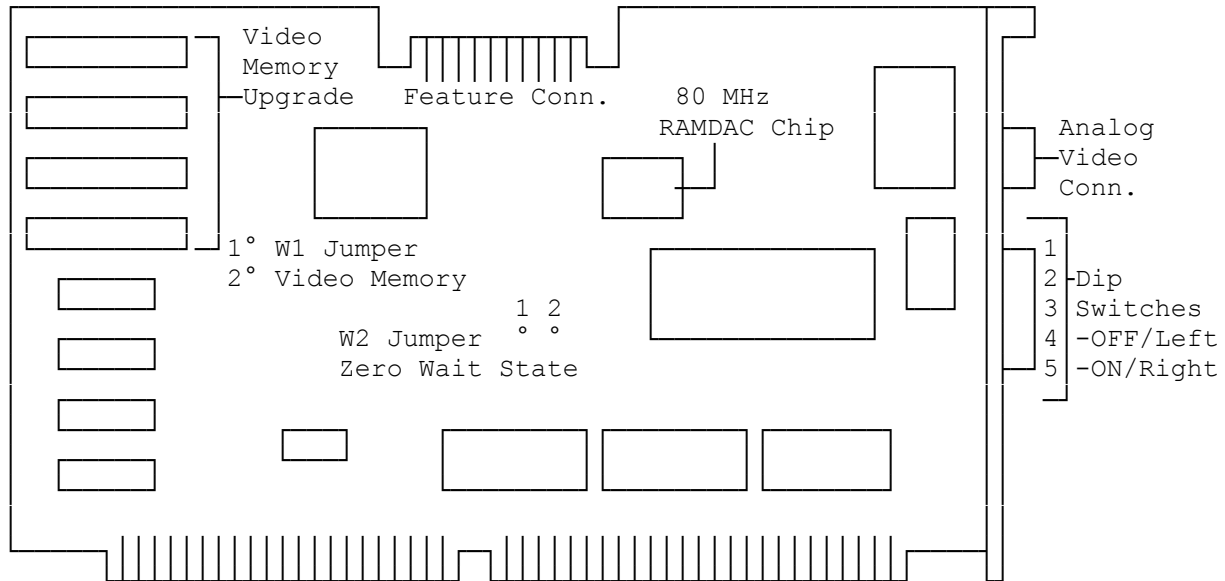 Video
Memory
Upgrade
Feature Conn.
80 MHz
RAMDAC Chip
Analog
Video
Conn.
1° W1 Jumper
2° Video Memory
1 2
W2 Jumper ° °
Zero Wait State
1
2 -Dip
3 Switches
4 -OFF/Left
5 -ON/Right